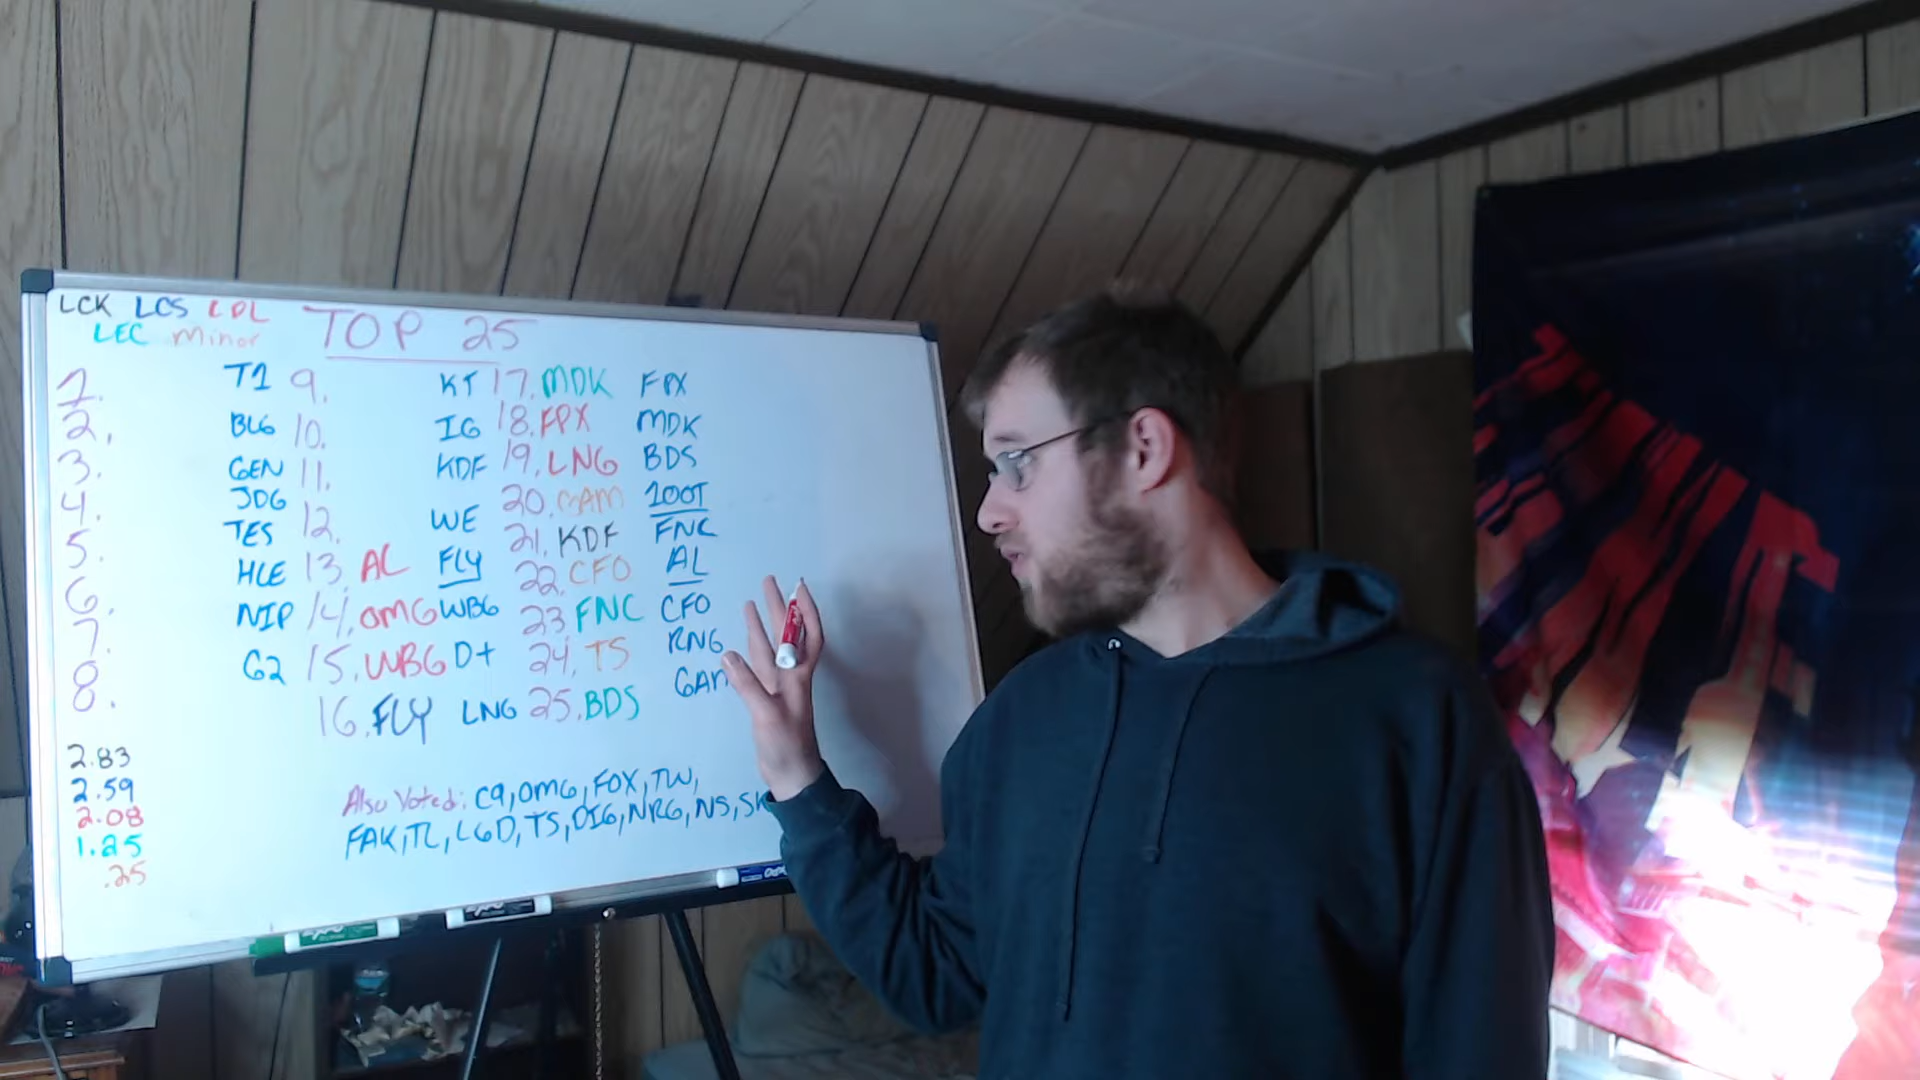 LCK LCS LPL
LEC Minor
TOP 25
1. T1 9. KT 17. MDK FPX
2. BLG 10. IG 18. FPX MDK
3. GEN 11. KDF 19. LNG BDS
4. JDG 12. WE 20. GAM 100T
5. TES 13. AL FLY 21. KDF FNC
6. HLE 14. OMG WBG 22. CFO AL
7. NIP 15. WBG D+ 23 FNC CFO
8. G2 16. FLY LNG 24. TS RNG
25. BDS GAM
2.83
2.59
2.08
1.25
.25
Also Voted: C9, OMG, FOX, TW,
FAK, TL, LGD, TS, DIG, NRG, NS, SK
EXPO